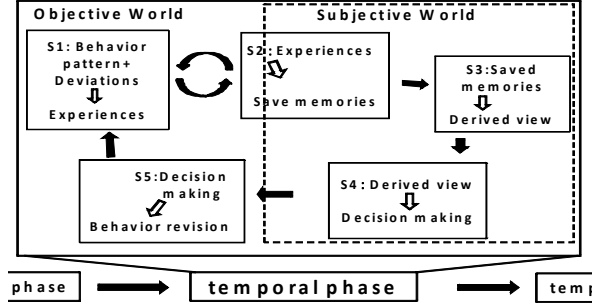 Objective World
Subjective World
S1: Behavior
pattern+
Deviations
Experiences
S2:Experiences
Save memories
S3:Saved
memories
Derived view
S5:Decision
making
Behavior revision
S4: Derived view
Decision making
phase
temporal phase
temp